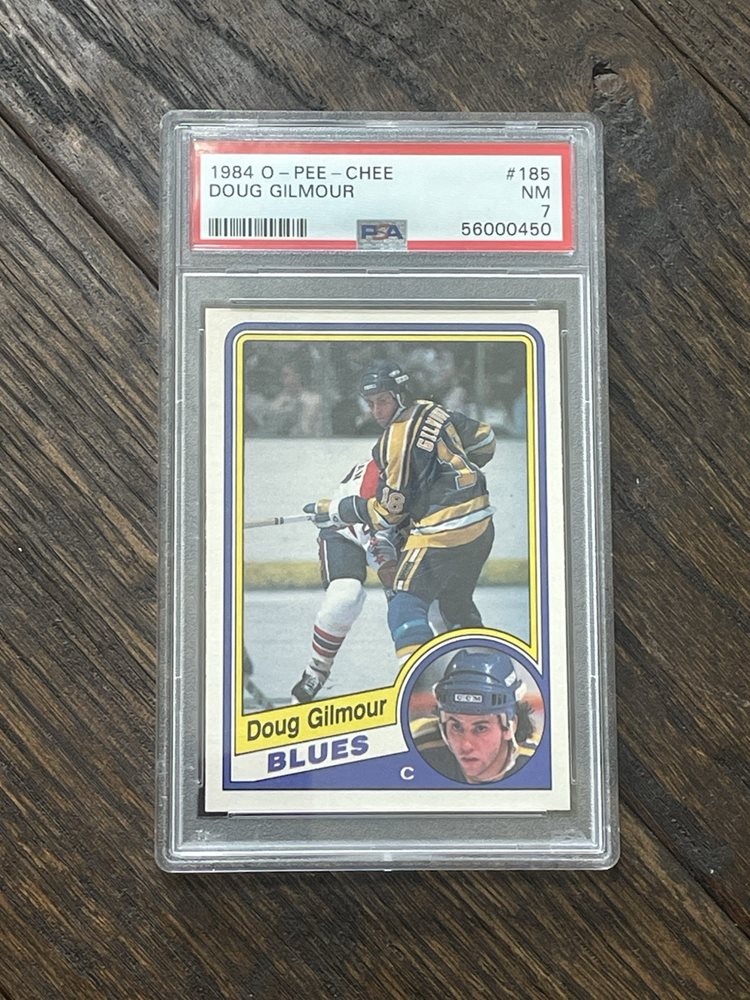 1984 O-PEE-CHEE #185
DOUG GILMOUR NM
7
PSA 56000450
GILMOUR
18
Doug Gilmour
BLUES
C
CCM